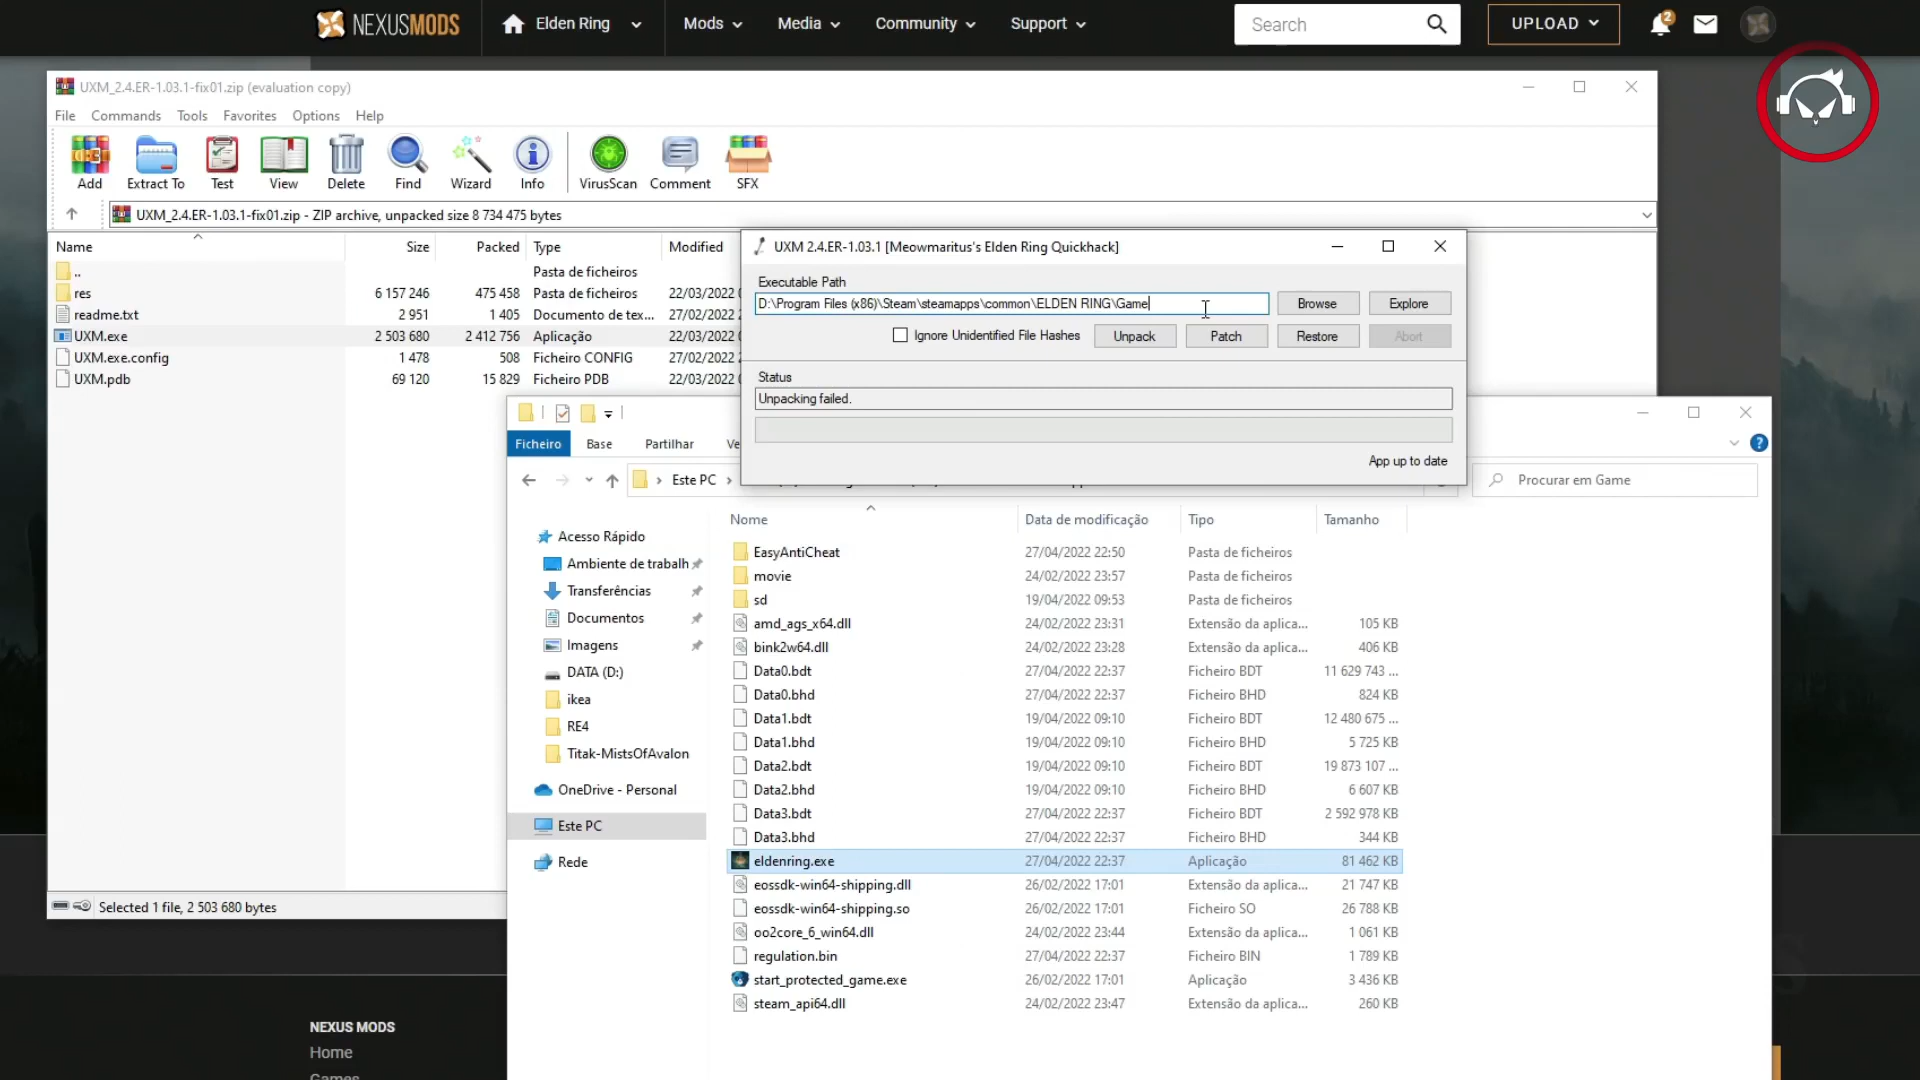 NEXUSMODS
Elden Ring
Mods
Media
Community
Support
Search
UPLOAD
2
UXM_2.4.ER-1.03.1-fix01.zip (evaluation copy)
File Commands Tools Favorites Options Help
Add Extract To Test View Delete Find Wizard Info VirusScan Comment SFX
UXM_2.4.ER-1.03.1-fix01.zip - ZIP archive, unpacked size 8 734 475 bytes
Name Size Packed Type Modified
.. Pasta de ficheiros
res 6 157 246 475 458 Pasta de ficheiros 22/03/2022
readme.txt 2 951 1 405 Documento de tex... 27/02/2022
UXM.exe 2 503 680 2 412 756 Aplicação 22/03/2022
UXM.exe.config 1 478 508 Ficheiro CONFIG 27/02/2022
UXM.pdb 69 120 15 829 Ficheiro PDB 22/03/2022
Selected 1 file, 2 503 680 bytes
UXM 2.4.ER-1.03.1 [Meowmaritus's Elden Ring Quickhack]
Executable Path
D:\Program Files (x86)\Steam\steamapps\common\ELDEN RING\Game
Browse Explore
Ignore Unidentified File Hashes Unpack Patch Restore Abort
Status
Unpacking failed.
App up to date
Ficheiro Base Partilhar Ve
Este PC
Procurar em Game
Acesso Rápido
Ambiente de trabalh
Transferências
Documentos
Imagens
DATA (D:)
ikea
RE4
Titak-MistsOfAvalon
OneDrive - Personal
Este PC
Rede
Nome Data de modificação Tipo Tamanho
EasyAntiCheat 27/04/2022 22:50 Pasta de ficheiros
movie 24/02/2022 23:57 Pasta de ficheiros
sd 19/04/2022 09:53 Pasta de ficheiros
amd_ags_x64.dll 24/02/2022 23:31 Extensão da aplica... 105 KB
bink2w64.dll 24/02/2022 23:28 Extensão da aplica... 406 KB
Data0.bdt 27/04/2022 22:37 Ficheiro BDT 11 629 743 ...
Data0.bhd 27/04/2022 22:37 Ficheiro BHD 824 KB
Data1.bdt 19/04/2022 09:10 Ficheiro BDT 12 480 675 ...
Data1.bhd 19/04/2022 09:10 Ficheiro BHD 5 725 KB
Data2.bdt 19/04/2022 09:10 Ficheiro BDT 19 873 107 ...
Data2.bhd 19/04/2022 09:10 Ficheiro BHD 6 607 KB
Data3.bdt 27/04/2022 22:37 Ficheiro BDT 2 592 978 KB
Data3.bhd 27/04/2022 22:37 Ficheiro BHD 344 KB
eldenring.exe 27/04/2022 22:37 Aplicação 81 462 KB
eossdk-win64-shipping.dll 26/02/2022 17:01 Extensão da aplica... 21 747 KB
eossdk-win64-shipping.so 26/02/2022 17:01 Ficheiro SO 26 788 KB
oo2core_6_win64.dll 24/02/2022 23:44 Extensão da aplica... 1 061 KB
regulation.bin 27/04/2022 22:37 Ficheiro BIN 1 789 KB
start_protected_game.exe 26/02/2022 17:01 Aplicação 3 436 KB
steam_api64.dll 24/02/2022 23:47 Extensão da aplica... 260 KB
NEXUS MODS
Home
Games